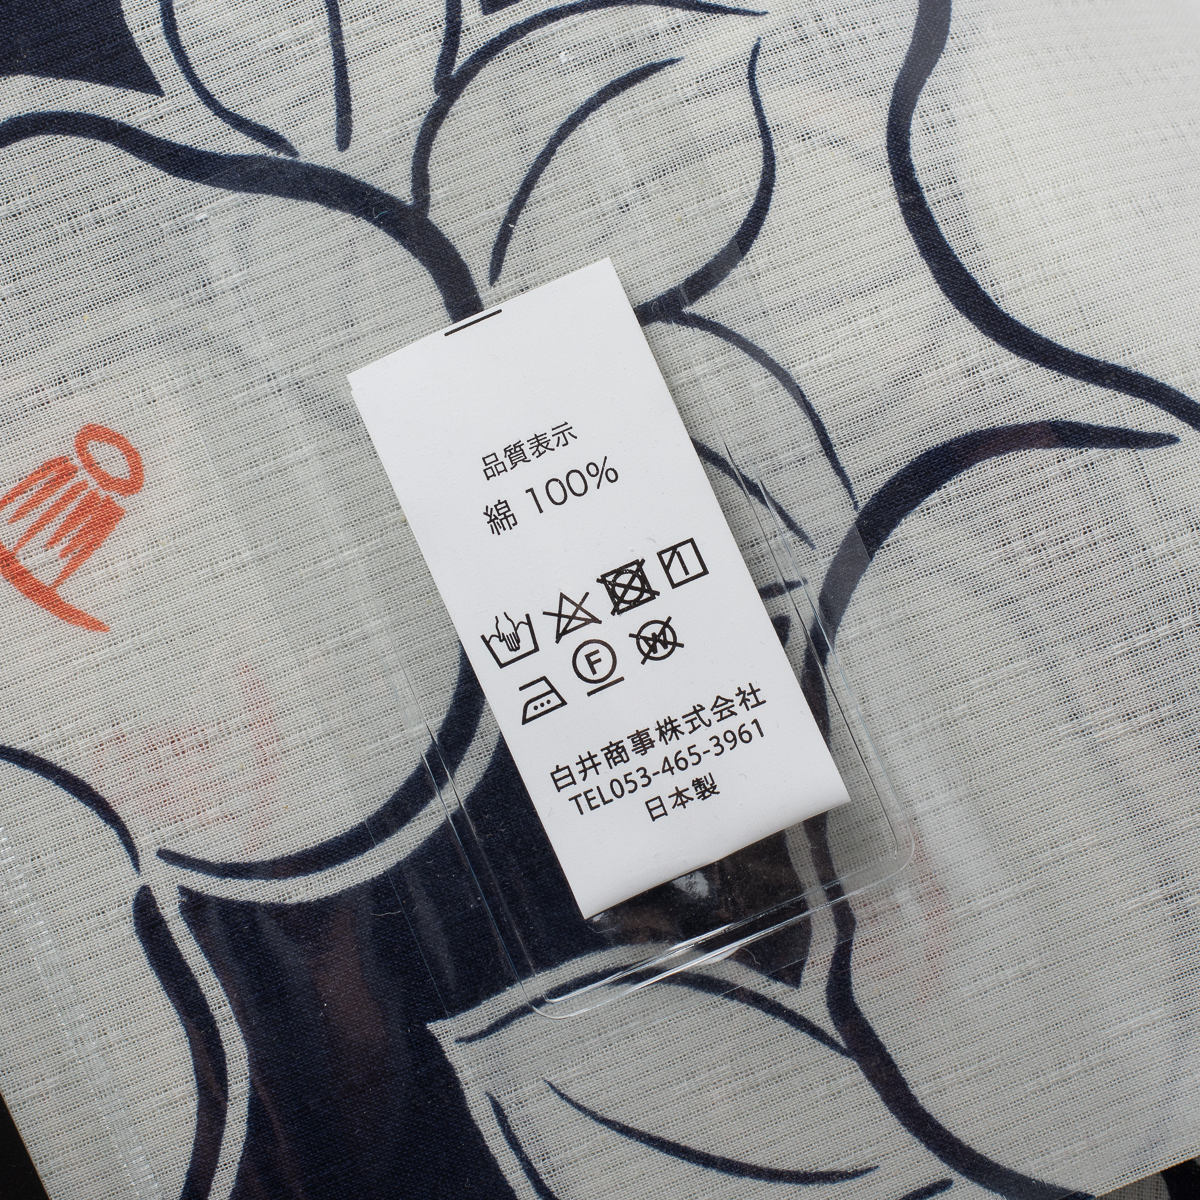 品質表示
綿 100%
F W
白井商事株式会社
TEL053-465-3961
日本製